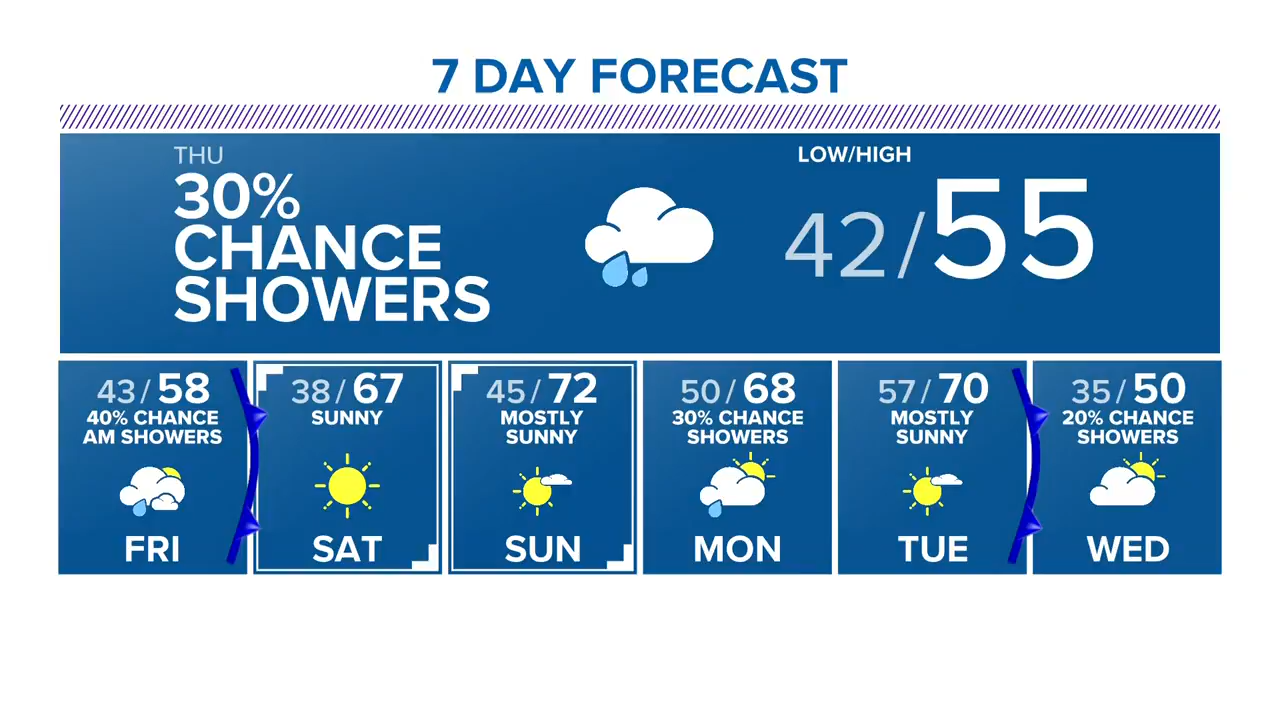 7 DAY FORECAST
THU
30%
CHANCE
SHOWERS
LOW/HIGH
42/55
43/58
40% CHANCE
AM SHOWERS
FRI
38/67
SUNNY
SAT
45/72
MOSTLY
SUNNY
SUN
50/68
30% CHANCE
SHOWERS
MON
57/70
MOSTLY
SUNNY
TUE
35/50
20% CHANCE
SHOWERS
WED